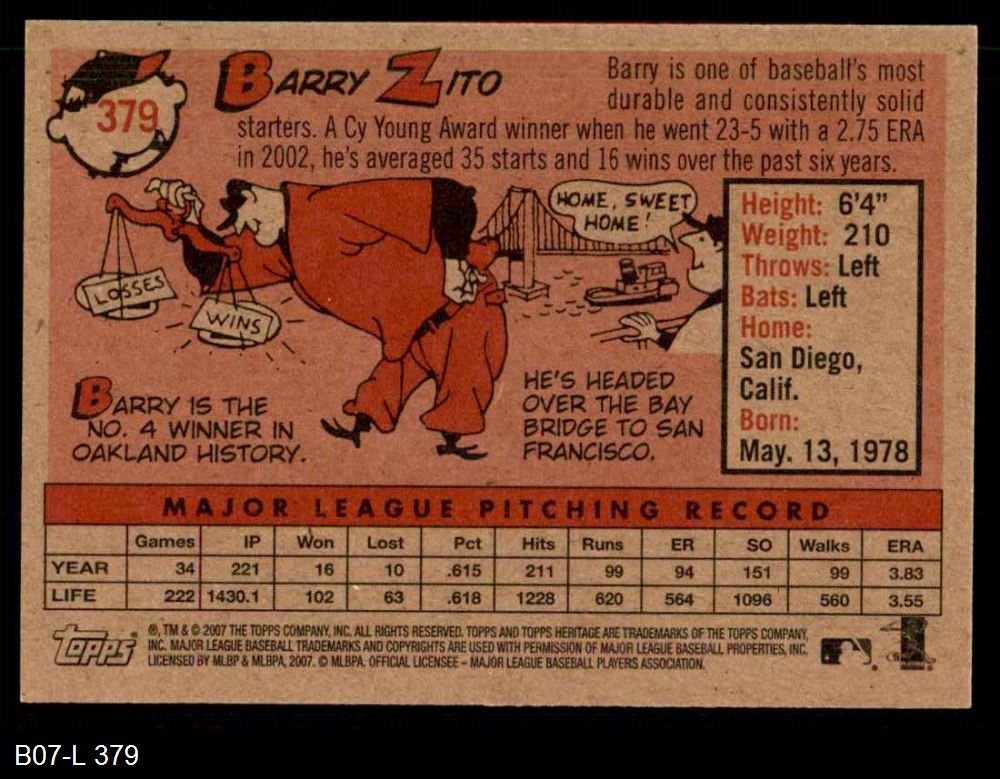 379
BARRY ZITO
Barry is one of baseball's most
durable and consistently solid
starters. A Cy Young Award winner when he went 23-5 with a 2.75 ERA
in 2002, he's averaged 35 starts and 16 wins over the past six years.
LOSSES
WINS
HOME, SWEET
HOME!
BARRY IS THE
NO. 4 WINNER IN
OAKLAND HISTORY.
HE'S HEADED
OVER THE BAY
BRIDGE TO SAN
FRANCISCO.
Height: 6'4"
Weight: 210
Throws: Left
Bats: Left
Home:
San Diego,
Calif.
Born:
May. 13, 1978
MAJOR LEAGUE PITCHING RECORD
Games IP Won Lost Pct Hits Runs ER SO Walks ERA
YEAR 34 221 16 10 .615 211 99 94 151 99 3.83
LIFE 222 1430.1 102 63 .618 1228 620 564 1096 560 3.55
Topps
®, TM & © 2007 THE TOPPS COMPANY, INC. ALL RIGHTS RESERVED. TOPPS AND TOPPS HERITAGE ARE TRADEMARKS OF THE TOPPS COMPANY,
INC. MAJOR LEAGUE BASEBALL TRADEMARKS AND COPYRIGHTS ARE USED WITH PERMISSION OF MAJOR LEAGUE BASEBALL PROPERTIES, INC.
LICENSED BY MLBP & MLBPA, 2007. © MLBPA. OFFICIAL LICENSEE – MAJOR LEAGUE BASEBALL PLAYERS ASSOCIATION.
B07-L 379